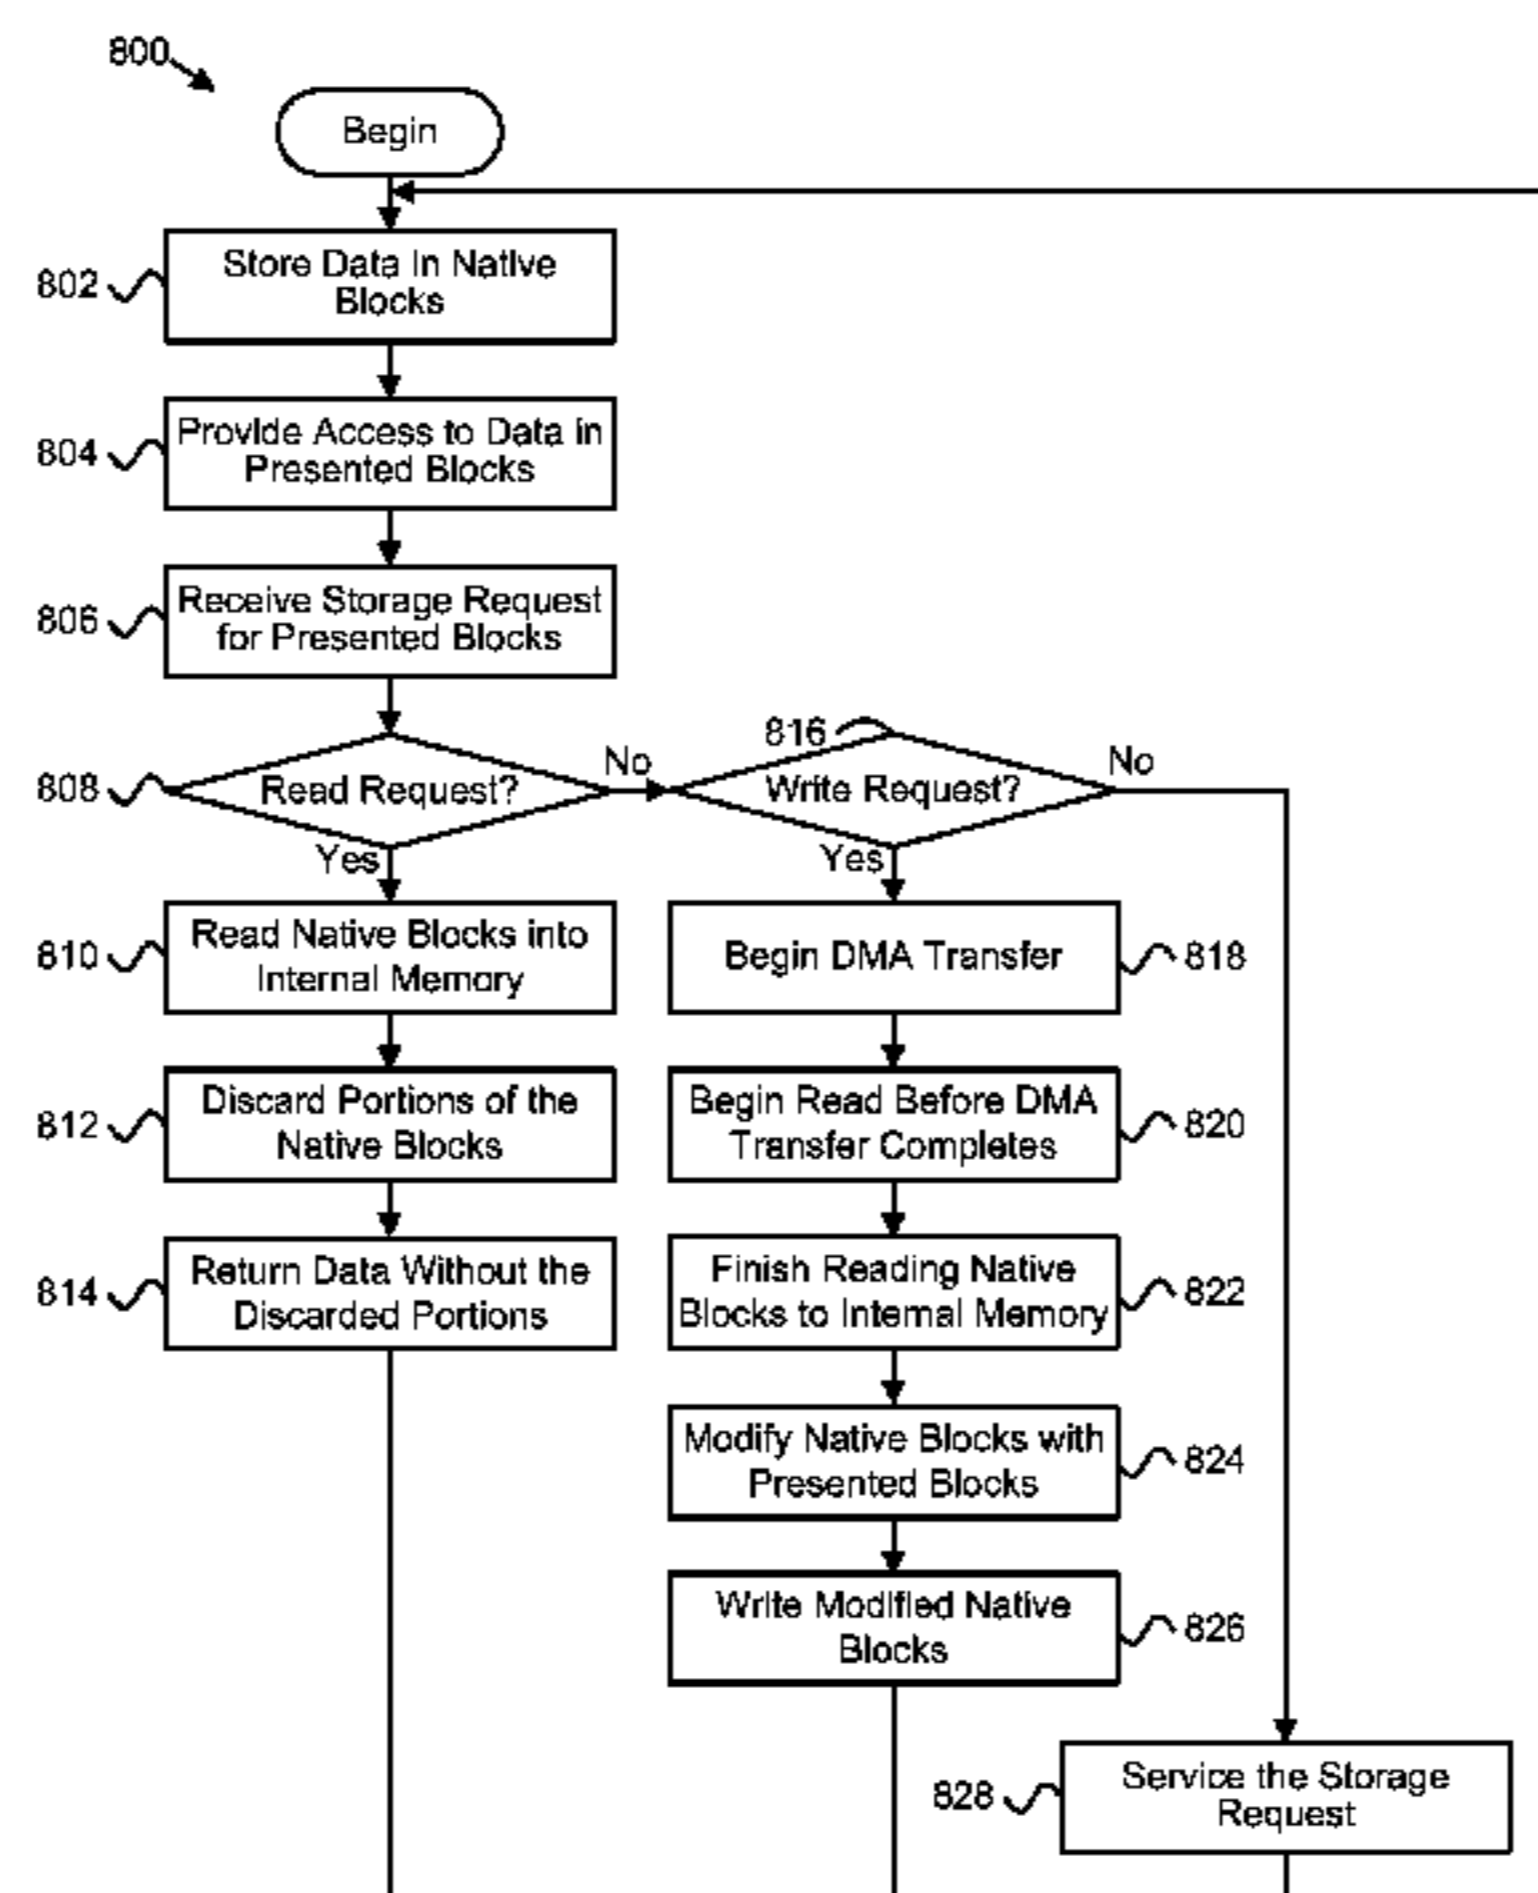 800
Begin
802
Store Data in Native
Blocks
804
Provide Access to Data in
Presented Blocks
806
Receive Storage Request
for Presented Blocks
808
Read Request?
No
Yes
816
Write Request?
No
Yes
810
Read Native Blocks into
Internal Memory
Begin DMA Transfer
818
812
Discard Portions of the
Native Blocks
Begin Read Before DMA
Transfer Completes
820
814
Return Data Without the
Discarded Portions
Finish Reading Native
Blocks to Internal Memory
822
Modify Native Blocks with
Presented Blocks
824
Write Modified Native
Blocks
826
828
Service the Storage
Request